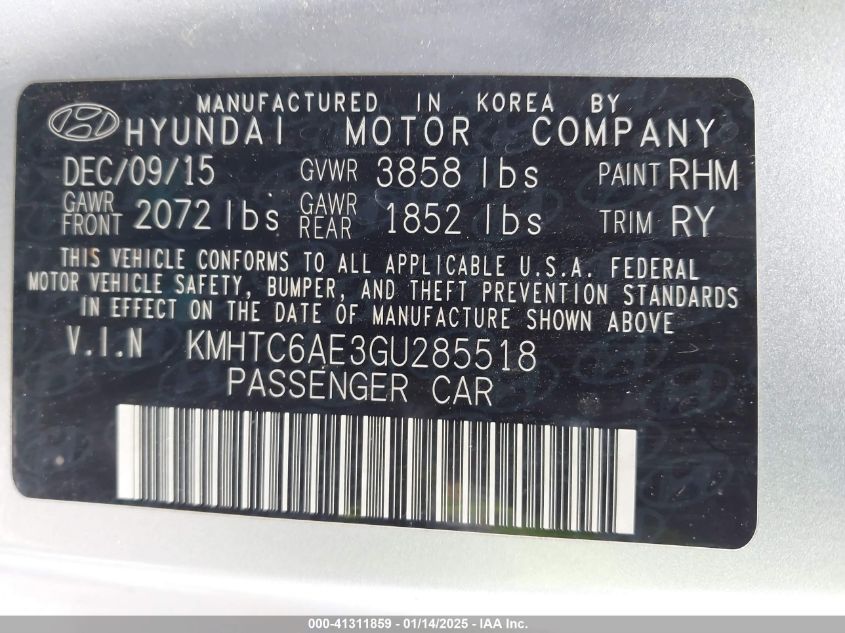 MANUFACTURED IN KOREA BY
HYUNDAI MOTOR COMPANY
DEC/09/15 GVWR 3858 lbs PAINT RHM
GAWR FRONT 2072 lbs GAWR REAR 1852 lbs TRIM RY
THIS VEHICLE CONFORMS TO ALL APPLICABLE U.S.A. FEDERAL
MOTOR VEHICLE SAFETY, BUMPER, AND THEFT PREVENTION STANDARDS
IN EFFECT ON THE DATE OF MANUFACTURE SHOWN ABOVE.
V.I.N KMHTC6AE3GU285518
PASSENGER CAR
000-41311859 - 01/14/2025 - IAA Inc.